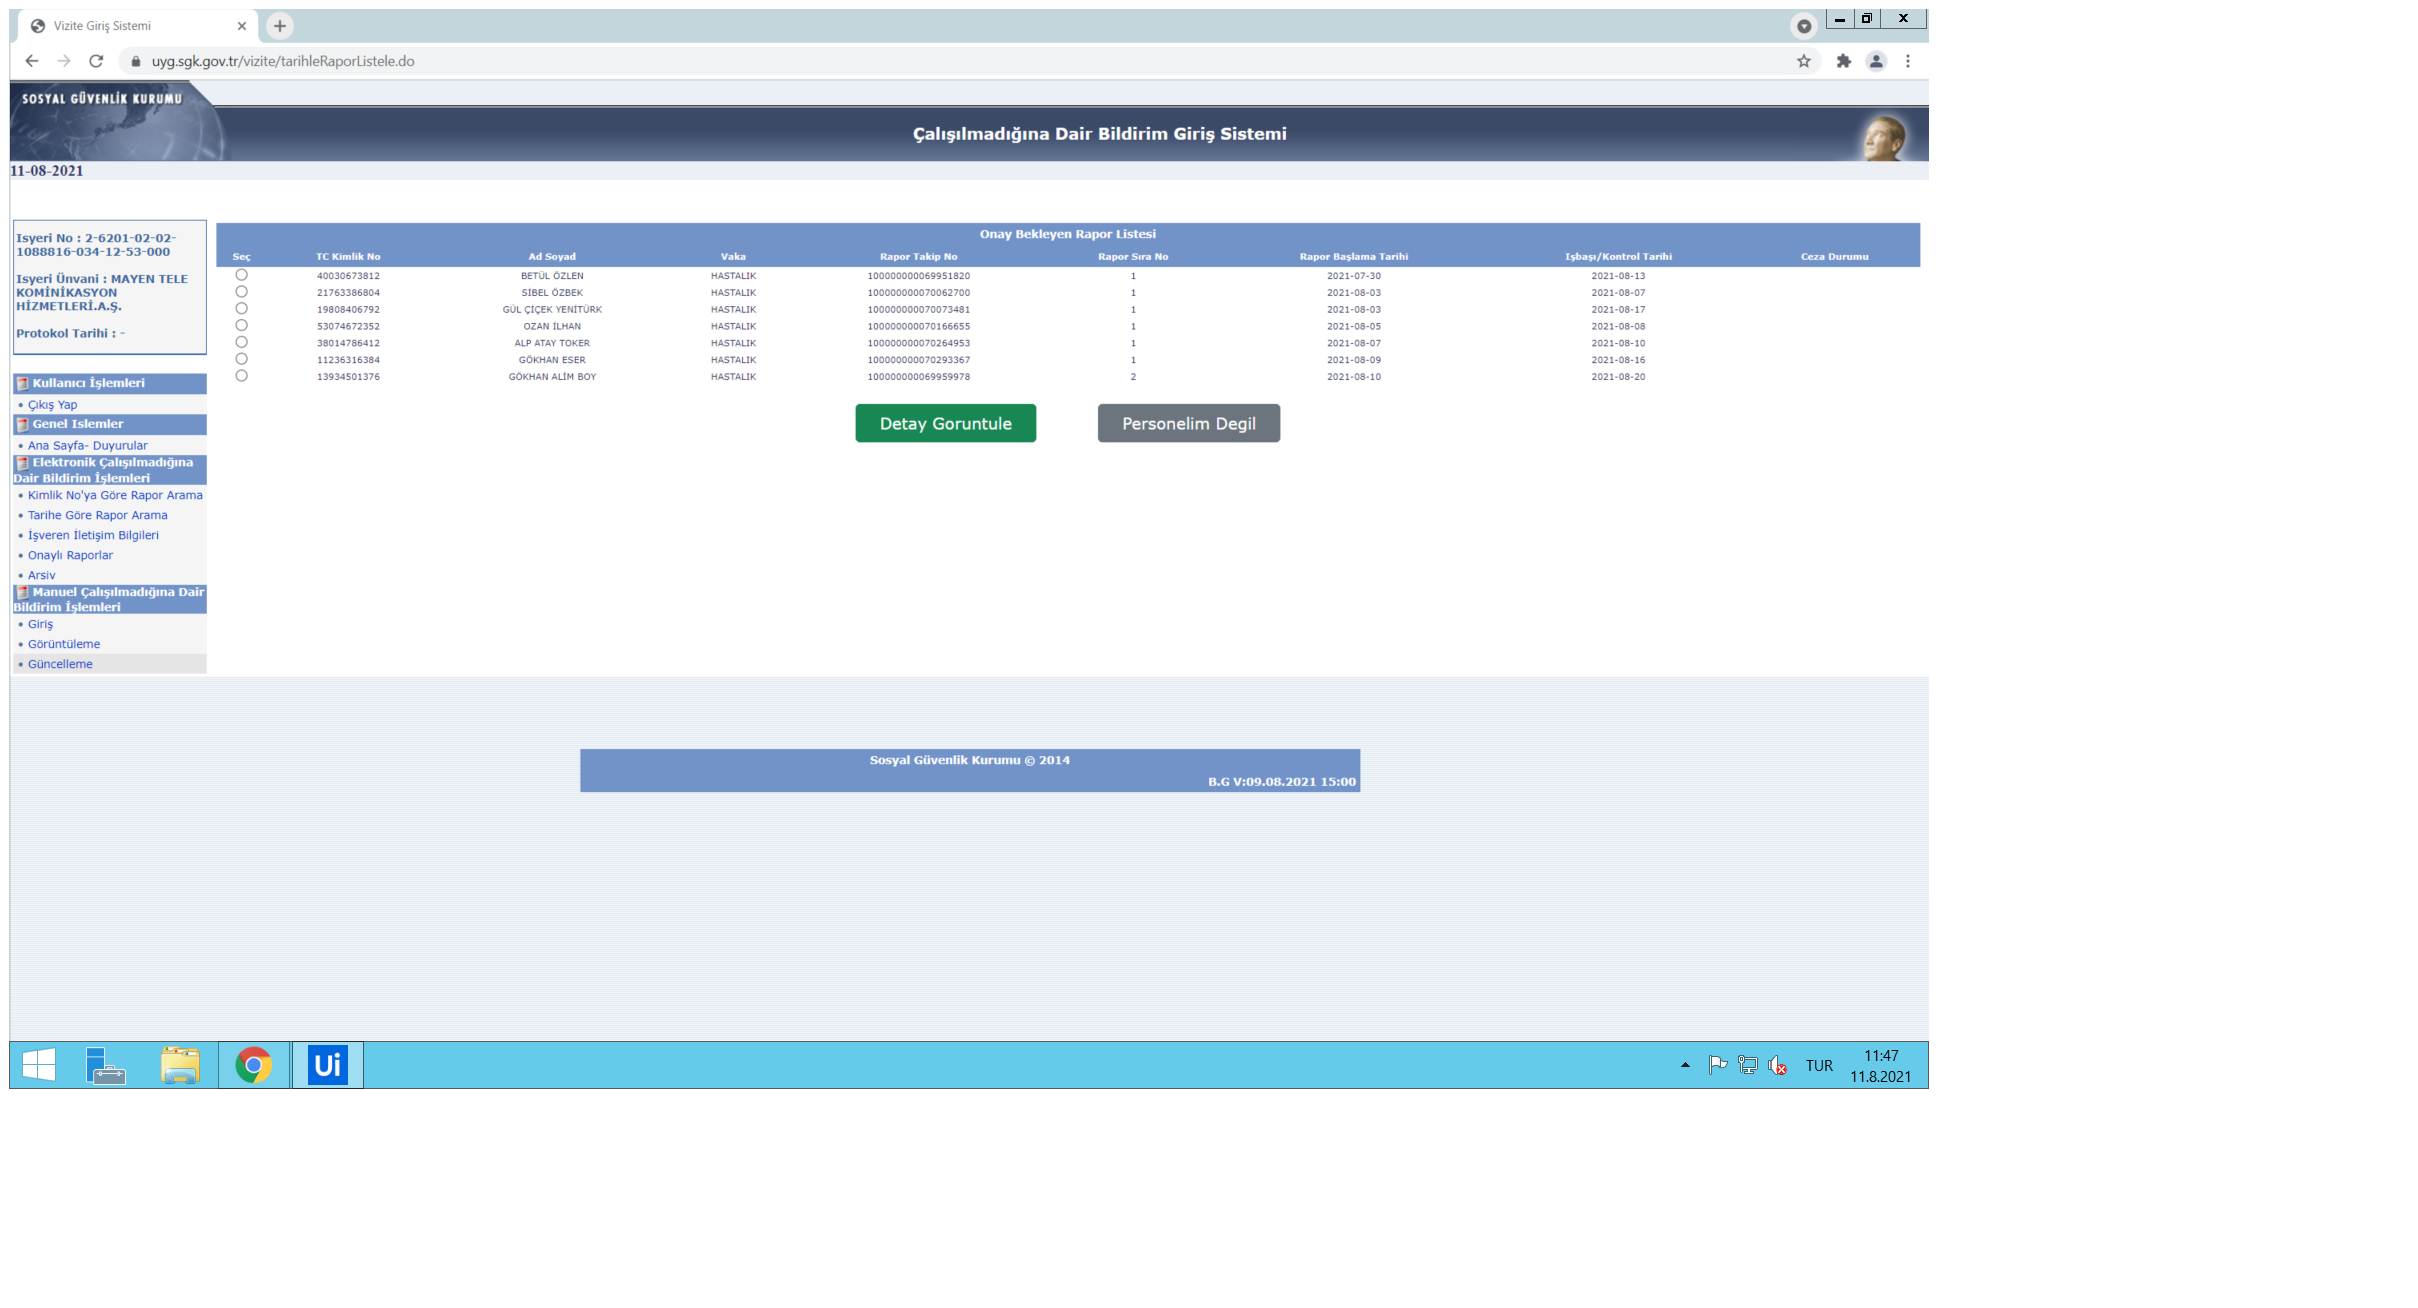 Vizite Giriş Sistemi
uyg.sgk.gov.tr/vizite/tarihleRaporListele.do
SOSYAL GÜVENLİK KURUMU
Çalışılmadığına Dair Bildirim Giriş Sistemi
11-08-2021
Isyeri No : 2-6201-02-02-
1088816-034-12-53-000
Isyeri Ünvani : MAYEN TELE
KOMİNİKASYON
HİZMETLERİ.A.Ş.
Protokol Tarihi : -
Kullanıcı İşlemleri
• Çıkış Yap
Genel Islemler
• Ana Sayfa- Duyurular
Elektronik Çalışılmadığına
Dair Bildirim İşlemleri
• Kimlik No'ya Göre Rapor Arama
• Tarihe Göre Rapor Arama
• İşveren İletişim Bilgileri
• Onaylı Raporlar
• Arsiv
Manuel Çalışılmadığına Dair
Bildirim İşlemleri
• Giriş
• Görüntüleme
• Güncelleme
Onay Bekleyen Rapor Listesi
Seç TC Kimlik No Ad Soyad Vaka Rapor Takip No Rapor Sıra No Rapor Başlama Tarihi Işbaşı/Kontrol Tarihi Ceza Durumu
40030673812 BETÜL ÖZLEN HASTALIK 100000000069951820 1 2021-07-30 2021-08-13
21763386804 SİBEL ÖZBEK HASTALIK 100000000070062700 1 2021-08-03 2021-08-07
19808406792 GÜL ÇİÇEK YENİTÜRK HASTALIK 100000000070073481 1 2021-08-03 2021-08-17
53074672352 OZAN İLHAN HASTALIK 100000000070166655 1 2021-08-05 2021-08-08
38014786412 ALP ATAY TOKER HASTALIK 100000000070264953 1 2021-08-07 2021-08-10
11236316384 GÖKHAN ESER HASTALIK 100000000070293367 1 2021-08-09 2021-08-16
13934501376 GÖKHAN ALİM BOY HASTALIK 100000000069959978 2 2021-08-10 2021-08-20
Detay Goruntule Personelim Degil
Sosyal Güvenlik Kurumu © 2014
B.G V:09.08.2021 15:00
Ui
TUR
11:47
11.8.2021